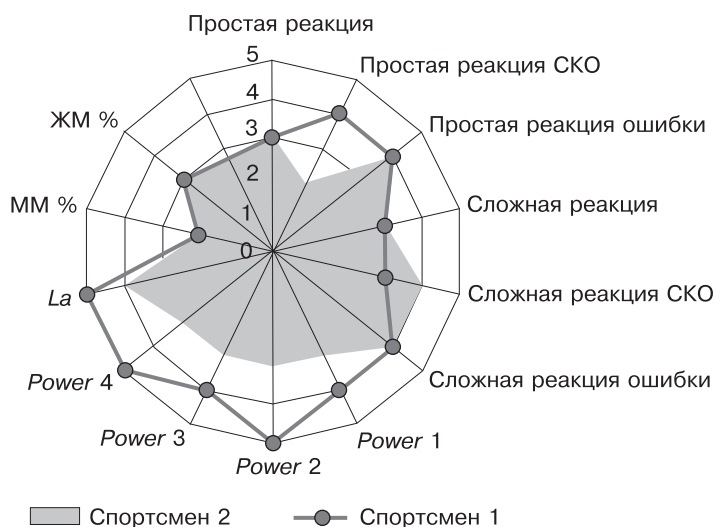 Простая реакция
5
Простая реакция СКО
4
ЖМ %
3
Простая реакция ошибки
2
ММ %
1
Сложная реакция
0
La
Сложная реакция СКО
Power 4
Сложная реакция ошибки
Power 3
Power 1
Power 2
Спортсмен 2
Спортсмен 1